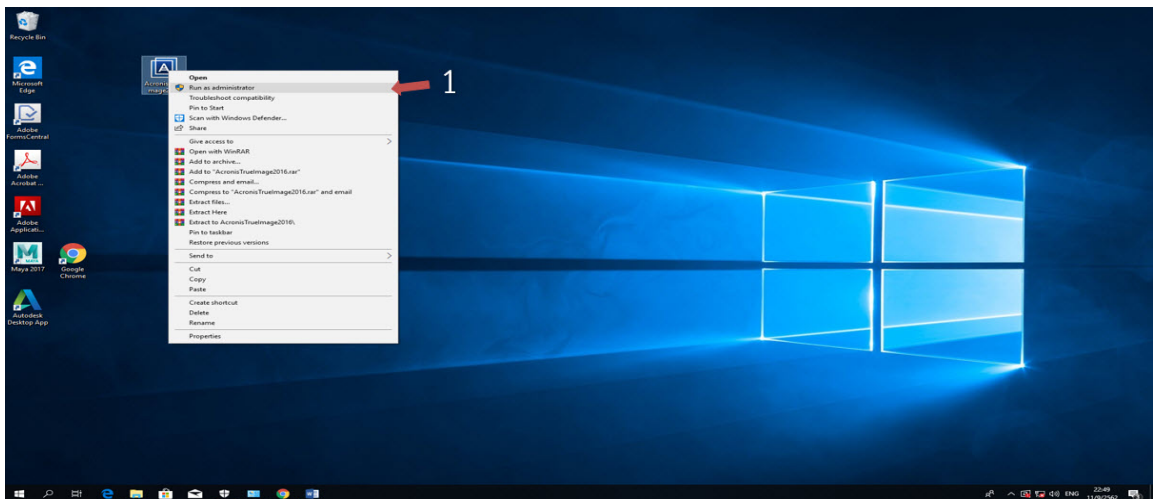 Recycle Bin
Microsoft
Edge
Adobe
FormsCentral
Adobe
Acrobat ...
Adobe
Applicati...
Maya 2017
Google
Chrome
Autodesk
Desktop App
Open
Run as administrator
1
Troubleshoot compatibility
Pin to Start
Scan with Windows Defender...
Share
Give access to
Open with WinRAR
Add to archive...
Add to "AcronisTrueImage2016.rar"
Compress and email...
Compress to "AcronisTrueImage2016.rar" and email
Extract files...
Extract Here
Extract to AcronisTrueImage2016\
Pin to taskbar
Restore previous versions
Send to
Cut
Copy
Paste
Create shortcut
Delete
Rename
Properties
ENG
22:49
11/9/2562